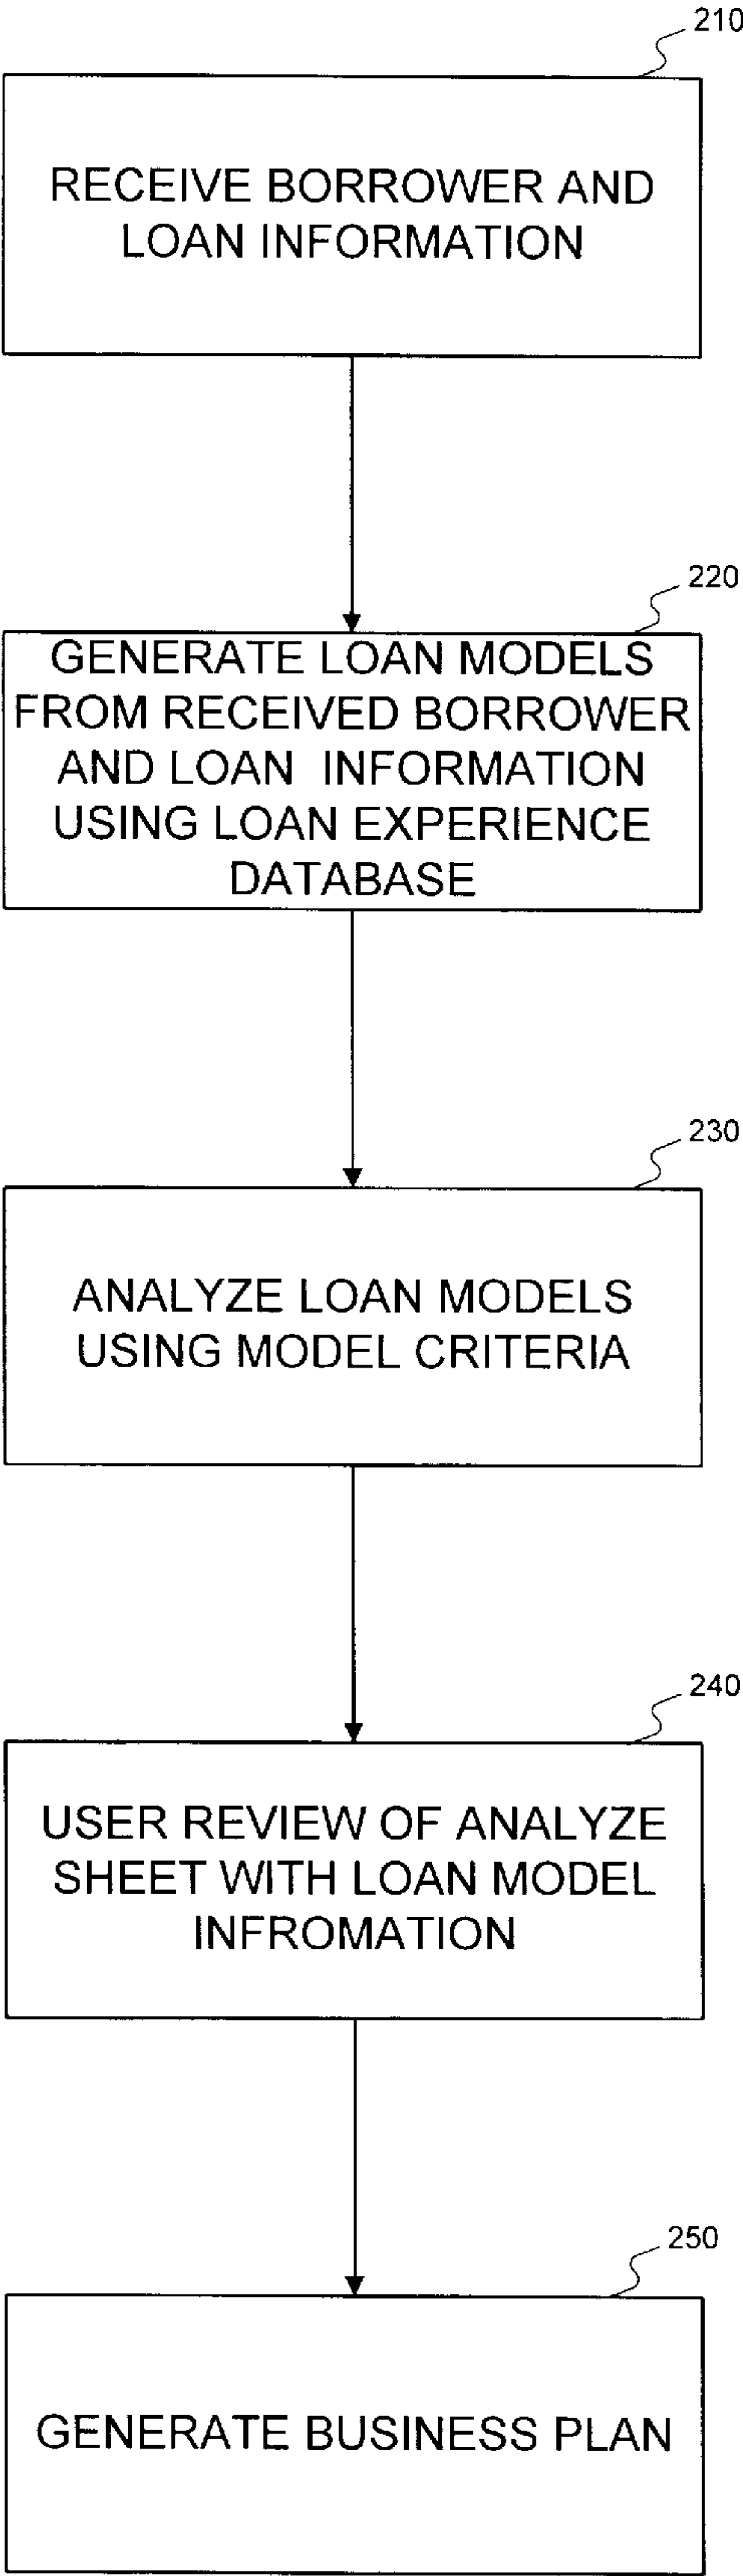 210
RECEIVE BORROWER AND
LOAN INFORMATION
220
GENERATE LOAN MODELS
FROM RECEIVED BORROWER
AND LOAN INFORMATION
USING LOAN EXPERIENCE
DATABASE
230
ANALYZE LOAN MODELS
USING MODEL CRITERIA
240
USER REVIEW OF ANALYZE
SHEET WITH LOAN MODEL
INFROMATION
250
GENERATE BUSINESS PLAN